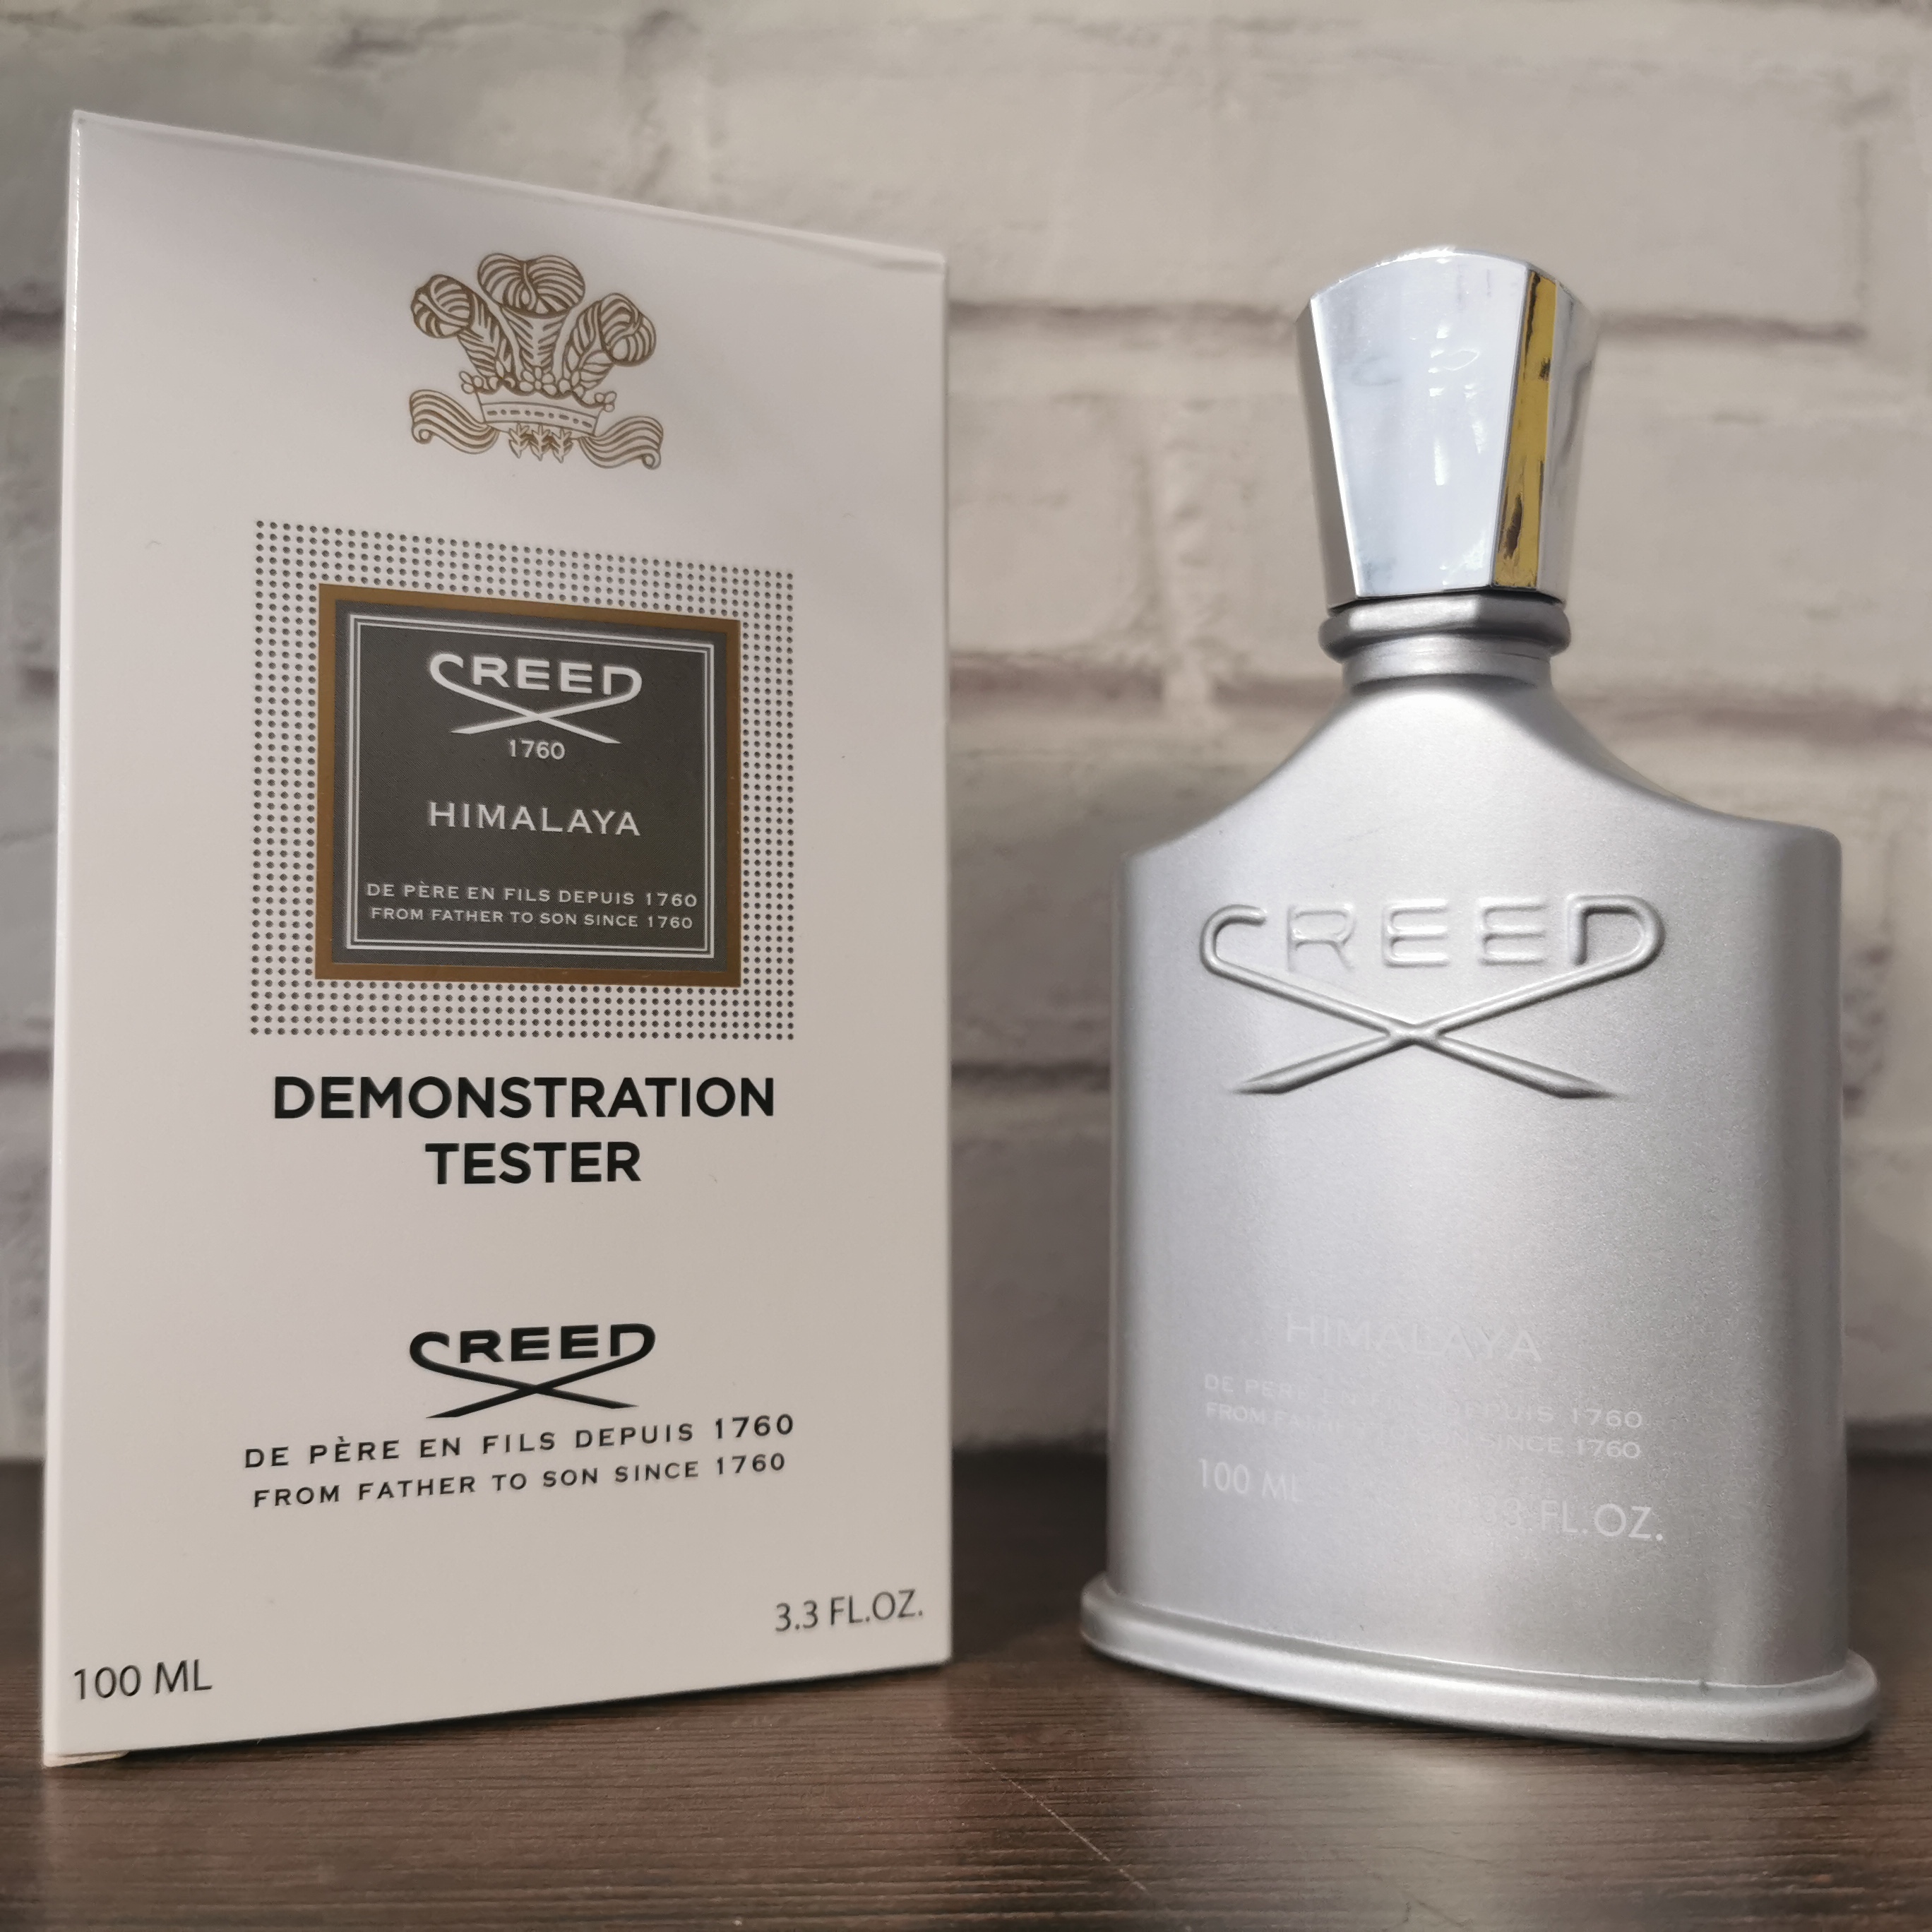 CREED
1760
HIMALAYA
DE PÈRE EN FILS DEPUIS 1760
FROM FATHER TO SON SINCE 1760
DEMONSTRATION
TESTER
CREED
DE PÈRE EN FILS DEPUIS 1760
FROM FATHER TO SON SINCE 1760
100 ML
3.3 FL.OZ.
CREED
HIMALAYA
DE PERE EN DEPUIS 1760
FROM SINCE 1760
100 ML
FL.OZ.